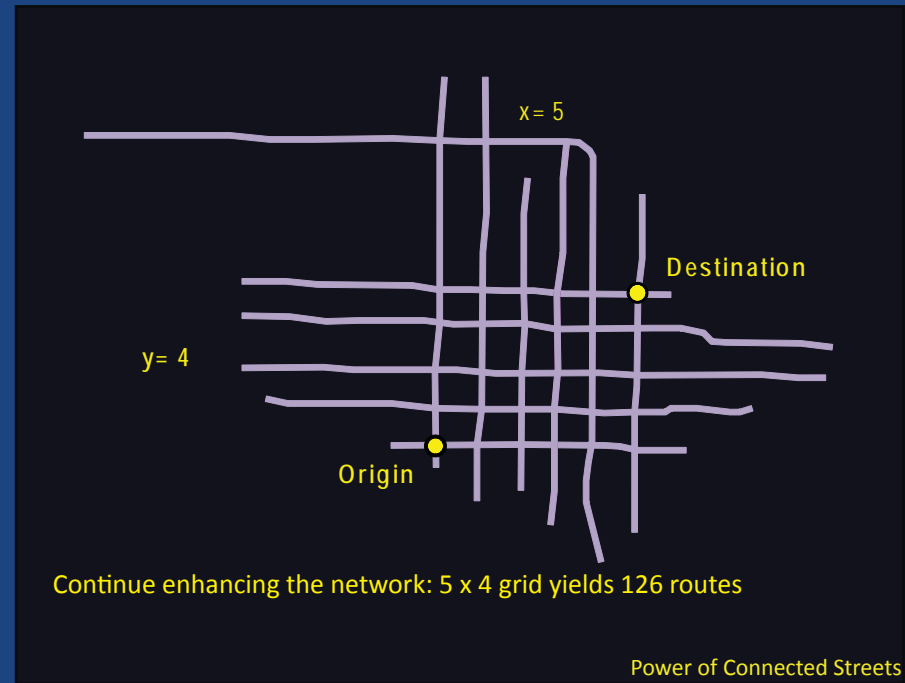 x= 5
Destination
y= 4
Origin
Continue enhancing the network: 5 x 4 grid yields 126 routes
Power of Connected Streets